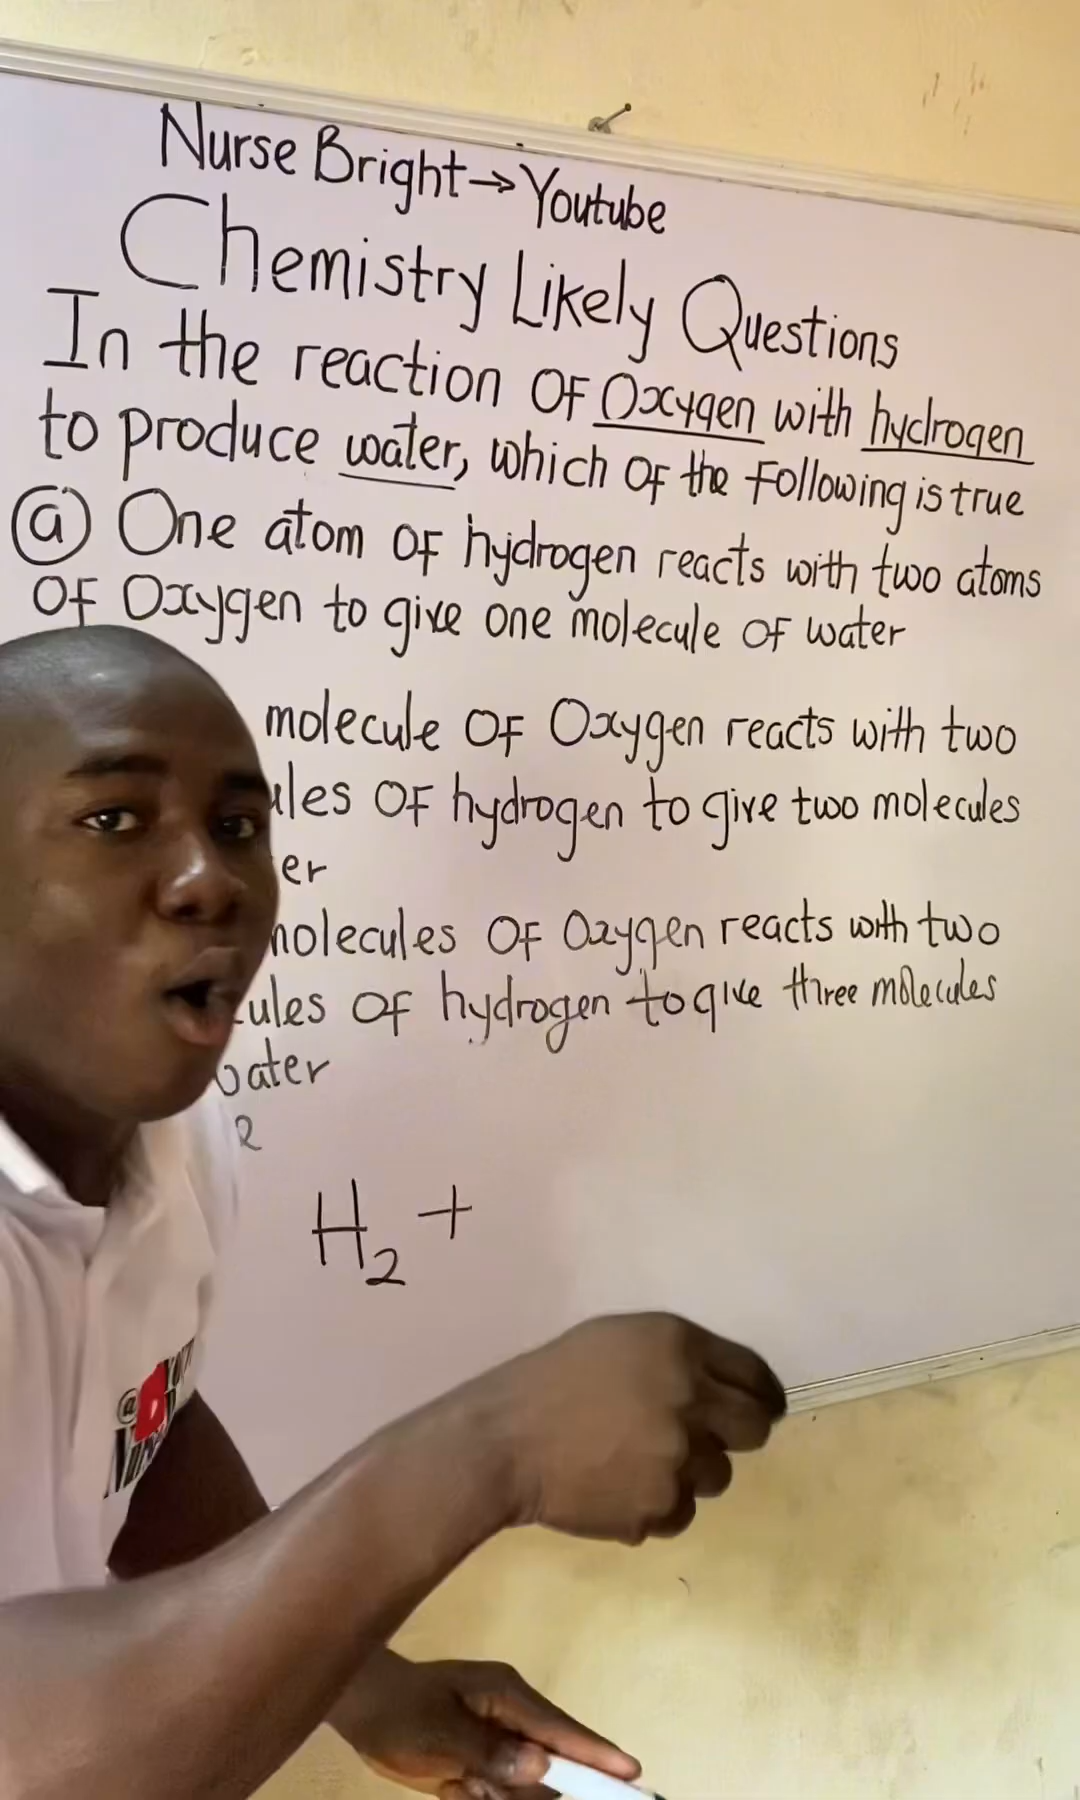 Nurse Bright → Youtube
Chemistry Likely Questions
In the reaction OF Oxygen with hydrogen
to produce water, which OF the Following is true
(a) One atom OF hydrogen reacts with two atoms
OF Oxygen to give one molecule OF water
molecule OF Oxygen reacts with two
ules OF hydrogen to give two molecules
er
molecules OF Oxygen reacts with two
cules OF hydrogen to give three molecules
water
H₂ +